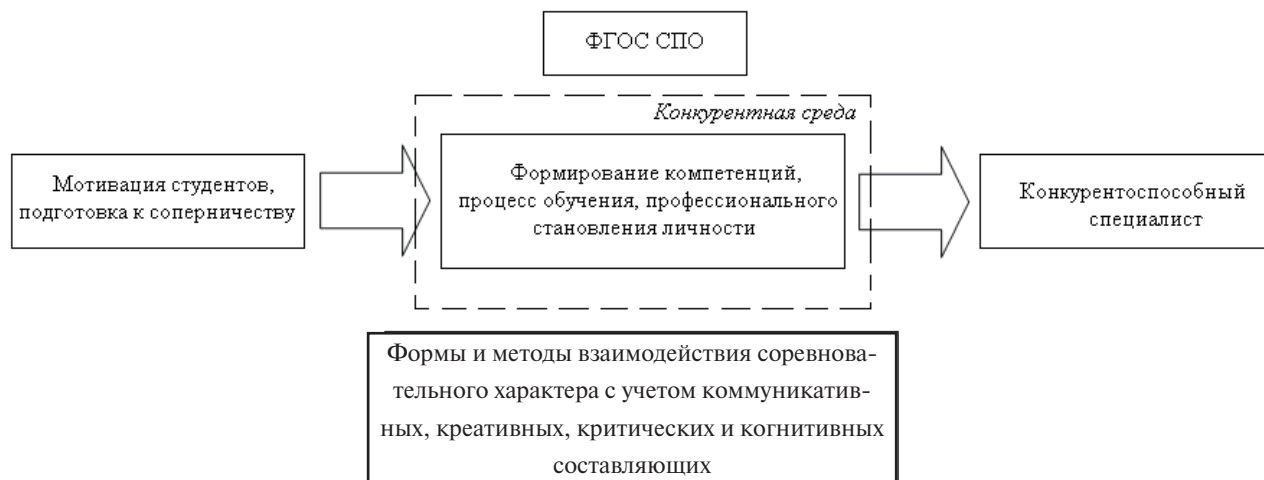 ФГОС СПО
Конкурентная среда
Мотивация студентов,
подготовка к соперничеству
Формирование компетенций,
процесс обучения, профессионального
становления личности
Конкурентоспособный
специалист
Формы и методы взаимодействия соревнова-
тельного характера с учетом коммуникатив-
ных, креативных, критических и когнитивных
составляющих